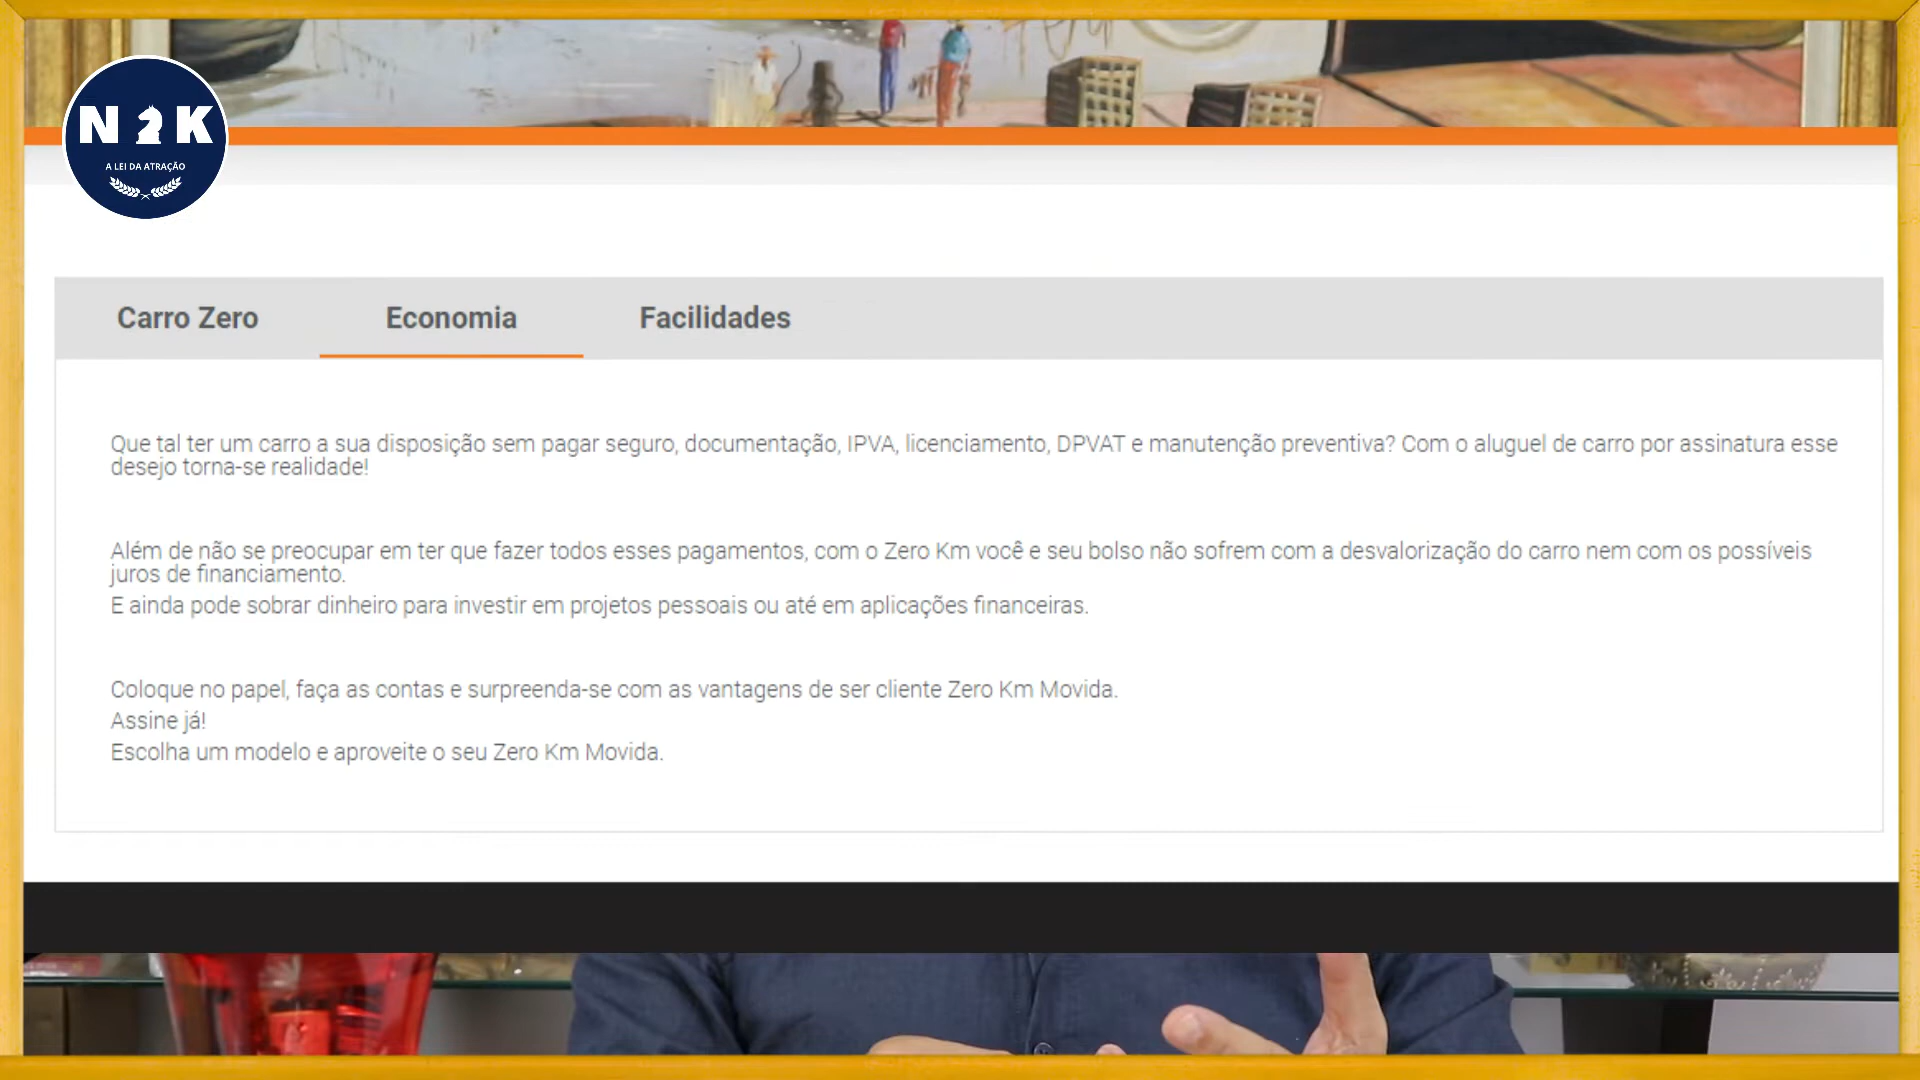 N K
A LEI DA ATRAÇÃO
Carro Zero Economia Facilidades
Que tal ter um carro a sua disposição sem pagar seguro, documentação, IPVA, licenciamento, DPVAT e manutenção preventiva? Com o aluguel de carro por assinatura esse
desejo torna-se realidade!
Além de não se preocupar em ter que fazer todos esses pagamentos, com o Zero Km você e seu bolso não sofrem com a desvalorização do carro nem com os possíveis
juros de financiamento.
E ainda pode sobrar dinheiro para investir em projetos pessoais ou até em aplicações financeiras.
Coloque no papel, faça as contas e surpreenda-se com as vantagens de ser cliente Zero Km Movida.
Assine já!
Escolha um modelo e aproveite o seu Zero Km Movida.